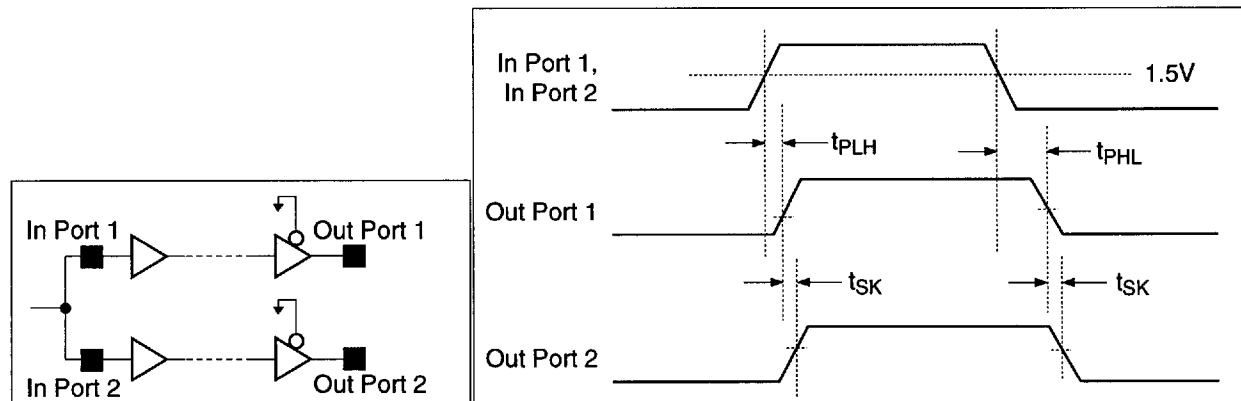 In Port 1
Out Port 1
In Port 2
Out Port 2
In Port 1,
In Port 2
1.5V
tPLH
tPHL
Out Port 1
tSK
tSK
Out Port 2